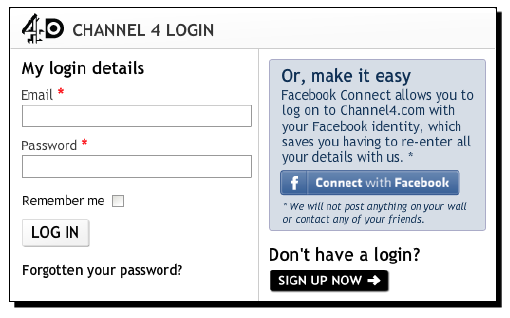 4oD CHANNEL 4 LOGIN
My login details
Email *
Password *
Remember me
LOG IN
Forgotten your password?
Or, make it easy
Facebook Connect allows you to
log on to Channel4.com with
your Facebook identity, which
saves you having to re-enter all
your details with us. *
f Connect with Facebook
* We will not post anything on your wall
or contact any of your friends.
Don't have a login?
SIGN UP NOW ➔